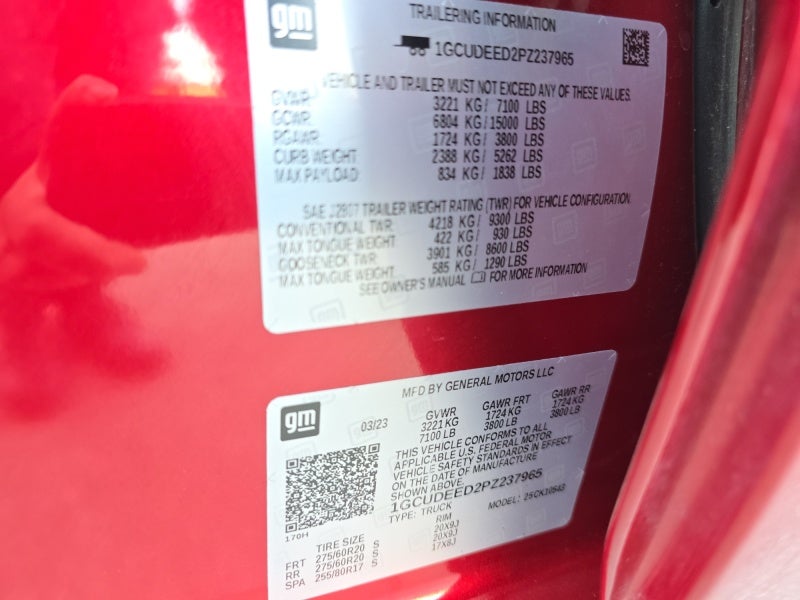 gm
TRAILERING INFORMATION
1GCUDEED2PZ237965
VEHICLE AND TRAILER MUST NOT EXCEED ANY OF THESE VALUES.
GVWR 3221 KG/ 7100 LBS
GCWR 6804 KG/15000 LBS
RGAWR 1724 KG/ 3800 LBS
CURB WEIGHT 2388 KG/ 5262 LBS
MAX PAYLOAD: 834 KG/ 1838 LBS
SAE J2807 TRAILER WEIGHT RATING (TWR) FOR VEHICLE CONFIGURATION
CONVENTIONAL TWR: 4218 KG/ 9300 LBS
MAX TONGUE WEIGHT 422 KG/ 930 LBS
GOOSENECK TWR: 3901 KG/ 8600 LBS
MAX TONGUE WEIGHT 585 KG/ 1290 LBS
SEE OWNER'S MANUAL FOR MORE INFORMATION
gm
MFD BY GENERAL MOTORS LLC
03/23 GVWR GAWR FRT GAWR RR
3221 KG 1724 KG 1724 KG
7100 LB 3800 LB 3800 LB
THIS VEHICLE CONFORMS TO ALL
APPLICABLE U.S. FEDERAL MOTOR
VEHICLE SAFETY STANDARDS IN EFFECT
ON THE DATE OF MANUFACTURE
SHOWN ABOVE.
1GCUDEED2PZ237965
TYPE: TRUCK MODEL: 25CK10543
170H
TIRE SIZE RIM
FRT 275/60R20 S 20X9J
RR 275/60R20 S 20X9J
SPA 255/80R17 S 17X8J